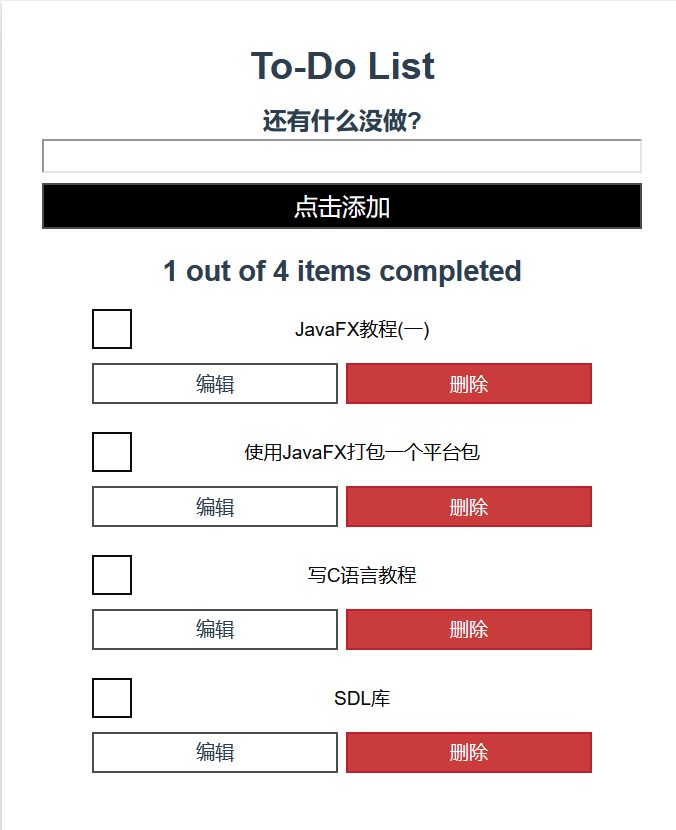 To-Do List
还有什么没做?
点击添加
1 out of 4 items completed
JavaFX教程(一)
编辑 删除
使用JavaFX打包一个平台包
编辑 删除
写C语言教程
编辑 删除
SDL库
编辑 删除